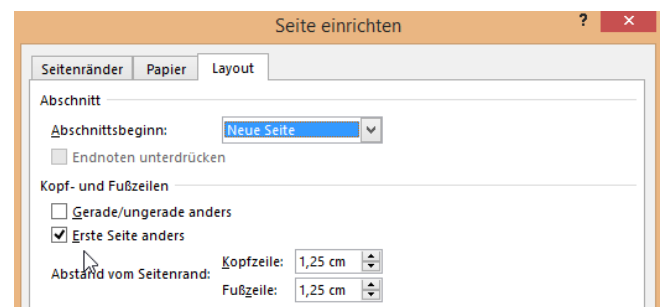 Seite einrichten ? ×
Seitenränder Papier Layout
Abschnitt
Abschnittsbeginn: Neue Seite
Endnoten unterdrücken
Kopf- und Fußzeilen
Gerade/ungerade anders
Erste Seite anders
Abstand vom Seitenrand: Kopfzeile: 1,25 cm
Fußzeile: 1,25 cm